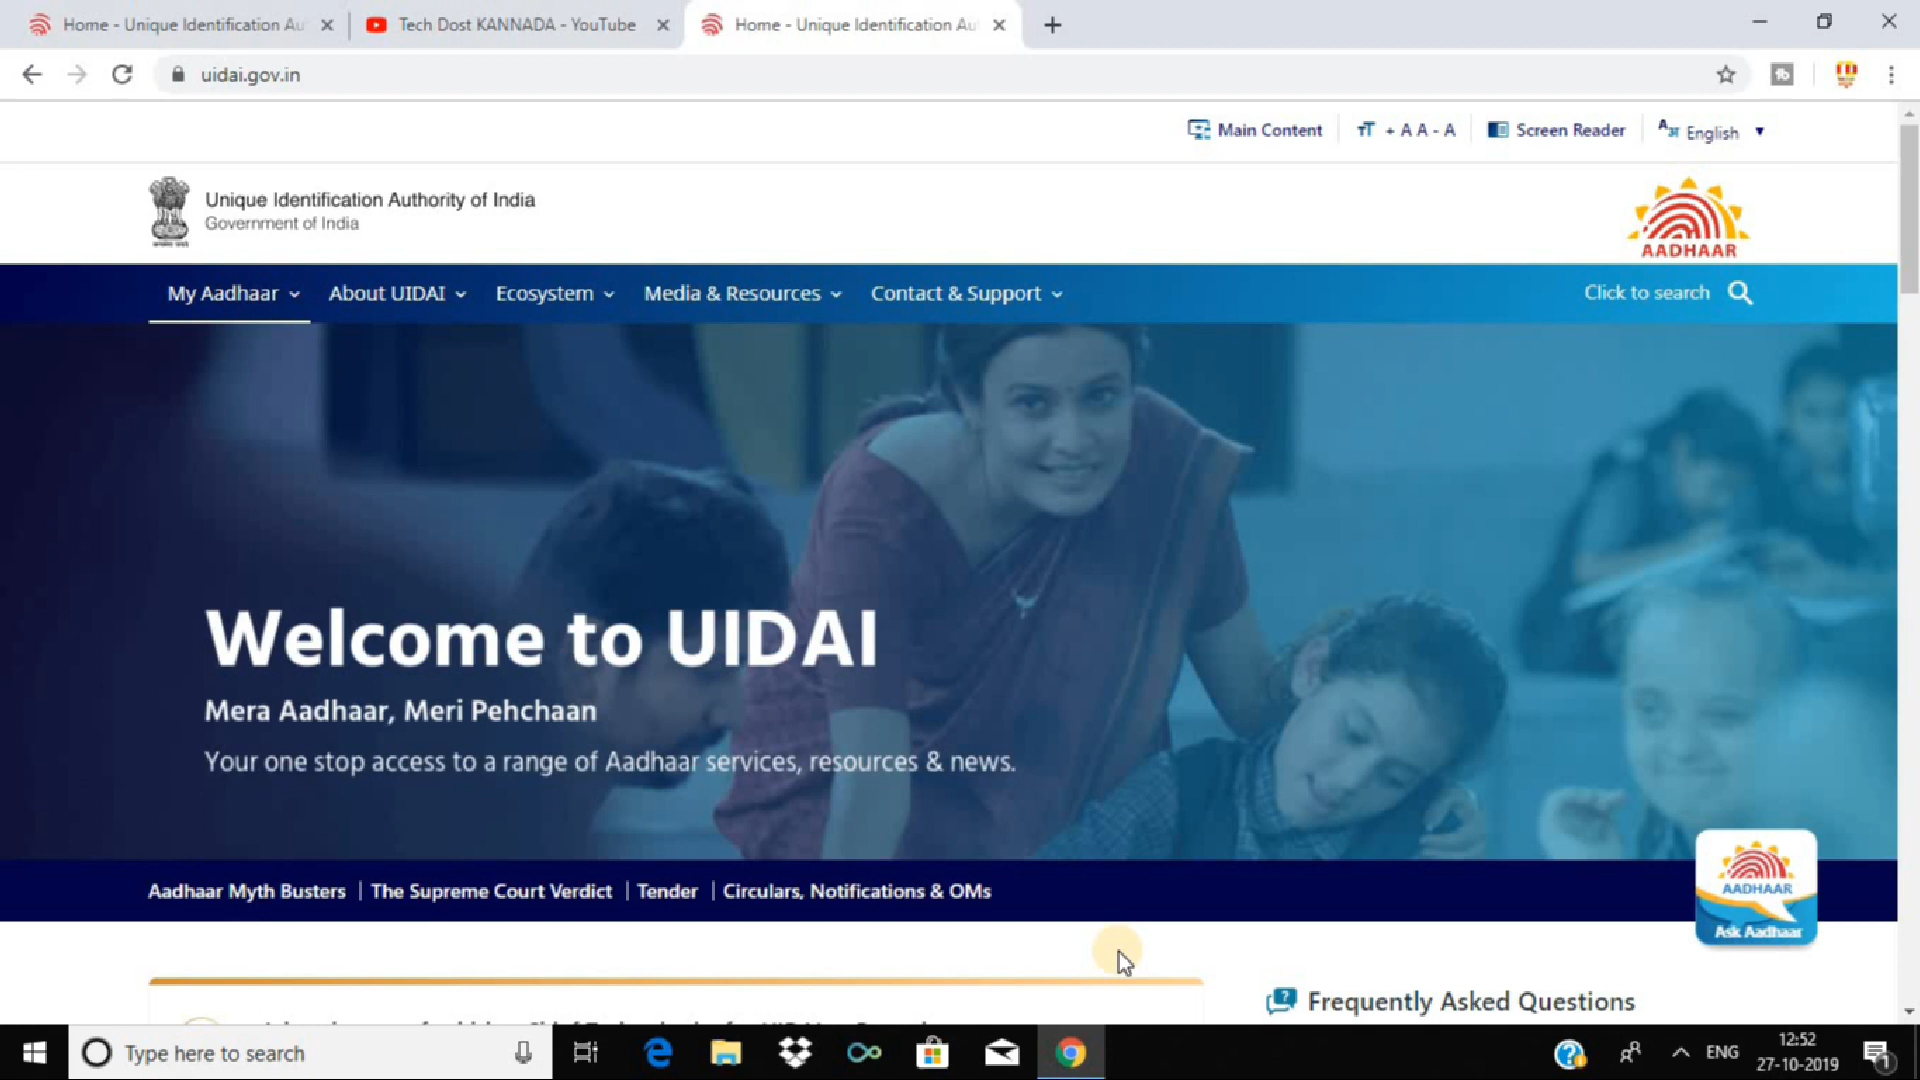 Home - Unique Identification Au
Tech Dost KANNADA - YouTube
Home - Unique Identification Au
uidai.gov.in
Main Content
+ A A - A
Screen Reader
English
Unique Identification Authority of India
Government of India
AADHAAR
My Aadhaar
About UIDAI
Ecosystem
Media & Resources
Contact & Support
Click to search
Welcome to UIDAI
Mera Aadhaar, Meri Pehchaan
Your one stop access to a range of Aadhaar services, resources & news.
Aadhaar Myth Busters | The Supreme Court Verdict | Tender | Circulars, Notifications & OMs
AADHAAR
Ask Aadhaar
Frequently Asked Questions
Type here to search
ENG
12:52
27-10-2019
1